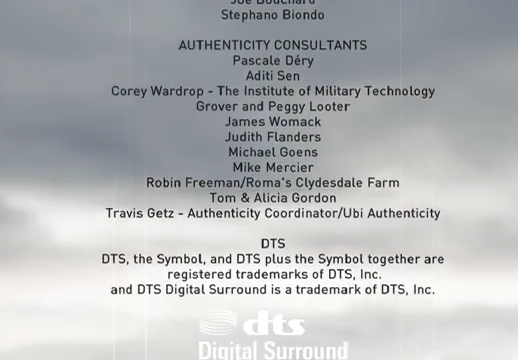 Joe Bouchard
Stephano Biondo
AUTHENTICITY CONSULTANTS
Pascale Déry
Aditi Sen
Corey Wardrop - The Institute of Military Technology
Grover and Peggy Looter
James Womack
Judith Flanders
Michael Goens
Mike Mercier
Robin Freeman/Roma's Clydesdale Farm
Tom & Alicia Gordon
Travis Getz - Authenticity Coordinator/Ubi Authenticity
DTS
DTS, the Symbol, and DTS plus the Symbol together are
registered trademarks of DTS, Inc.
and DTS Digital Surround is a trademark of DTS, Inc.
dts
Digital Surround